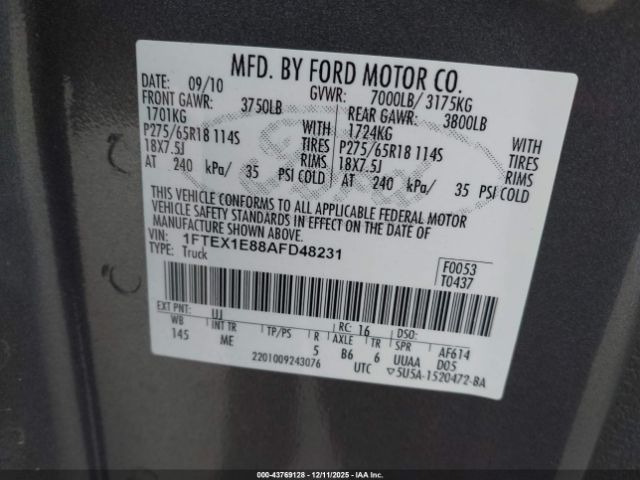 MFD. BY FORD MOTOR CO.
DATE: 09/10 GVWR: 7000LB/ 3175KG
FRONT GAWR: 3750LB REAR GAWR: 3800LB
1701KG WITH 1724KG WITH
P275/65R18 114S TIRES P275/65R18 114S TIRES
18X7.5J RIMS 18X7.5J RIMS
AT 240 kPa/ 35 PSI COLD AT 240 kPa/ 35 PSI COLD
THIS VEHICLE CONFORMS TO ALL APPLICABLE FEDERAL MOTOR
VEHICLE SAFETY STANDARDS IN EFFECT ON THE DATE OF
MANUFACTURE SHOWN ABOVE.
VIN: 1FTEX1E88AFD48231
TYPE: Truck
F0053
T0437
EXT PNT: UJ RC: 16 DSO:
WB INT TR TP/PS R AXLE TR SPR AF614
145 ME 5 B6 6 UUAA D05
2201009243076 UTC ▽5U5A-1520472-BA
000-43769128 - 12/11/2025 - IAAC Inc.